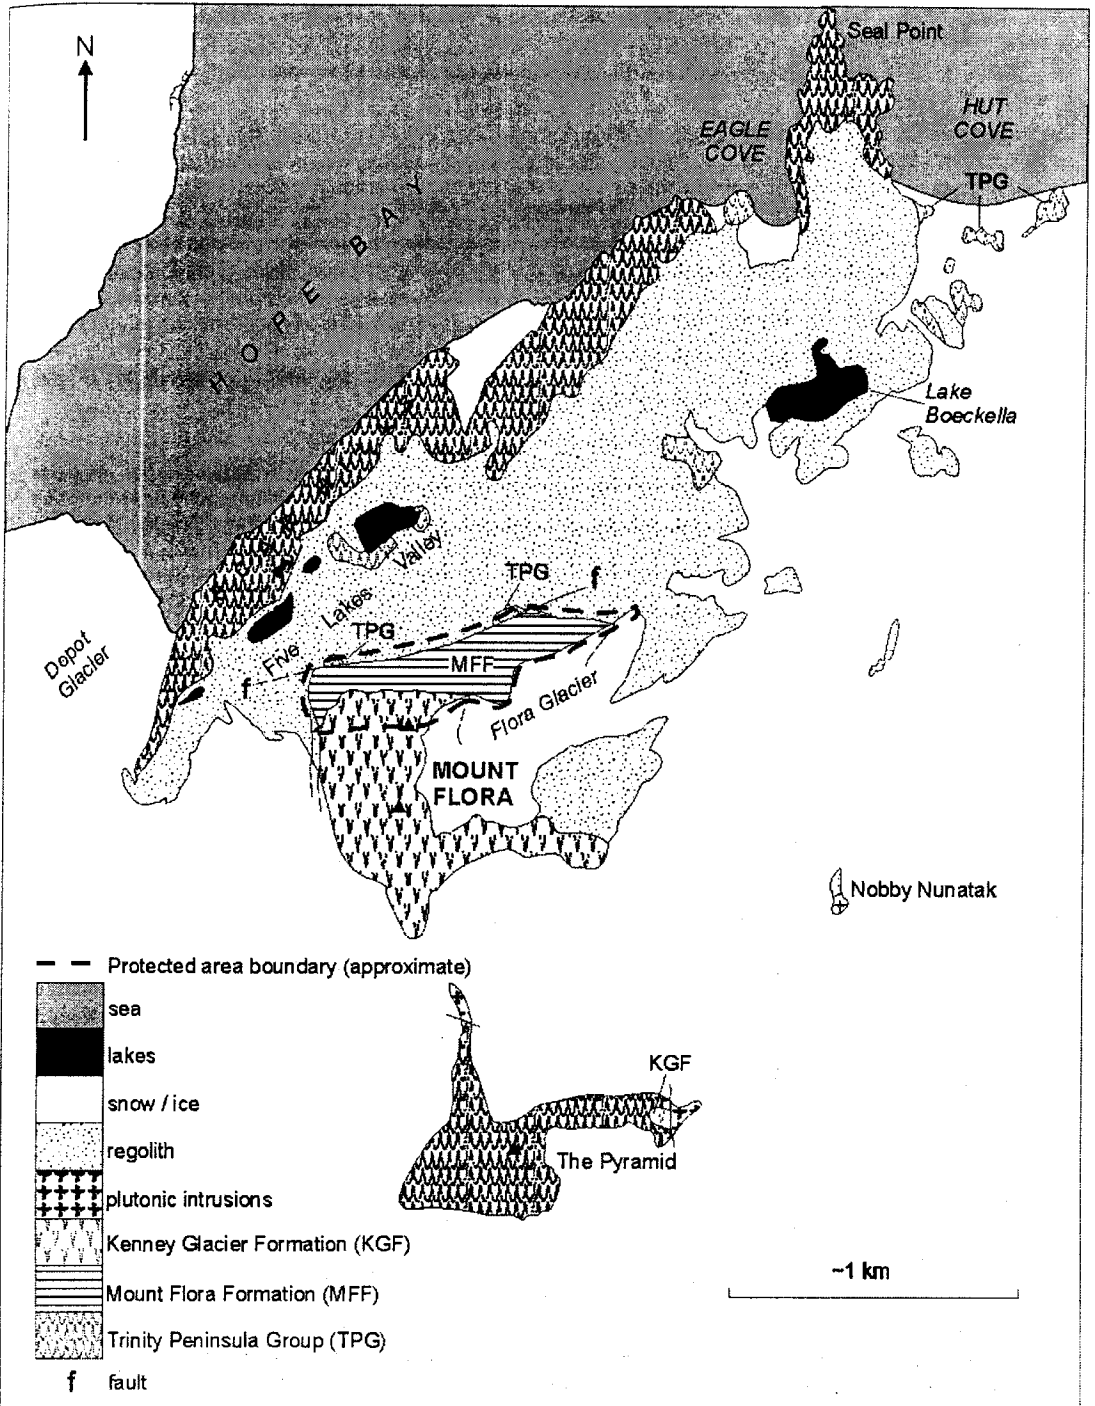 N
Seal Point
EAGLE
COVE
HUT
COVE
TPG
HOPE BAY
Lake
Boeckella
Valley
TPG
f
Lakes
TPG
Five
MFF
f
Depot
Glacier
Flora Glacier
MOUNT
FLORA
Nobby Nunatak
Protected area boundary (approximate)
sea
lakes
snow / ice
regolith
plutonic intrusions
Kenney Glacier Formation (KGF)
Mount Flora Formation (MFF)
Trinity Peninsula Group (TPG)
f fault
KGF
The Pyramid
~1 km